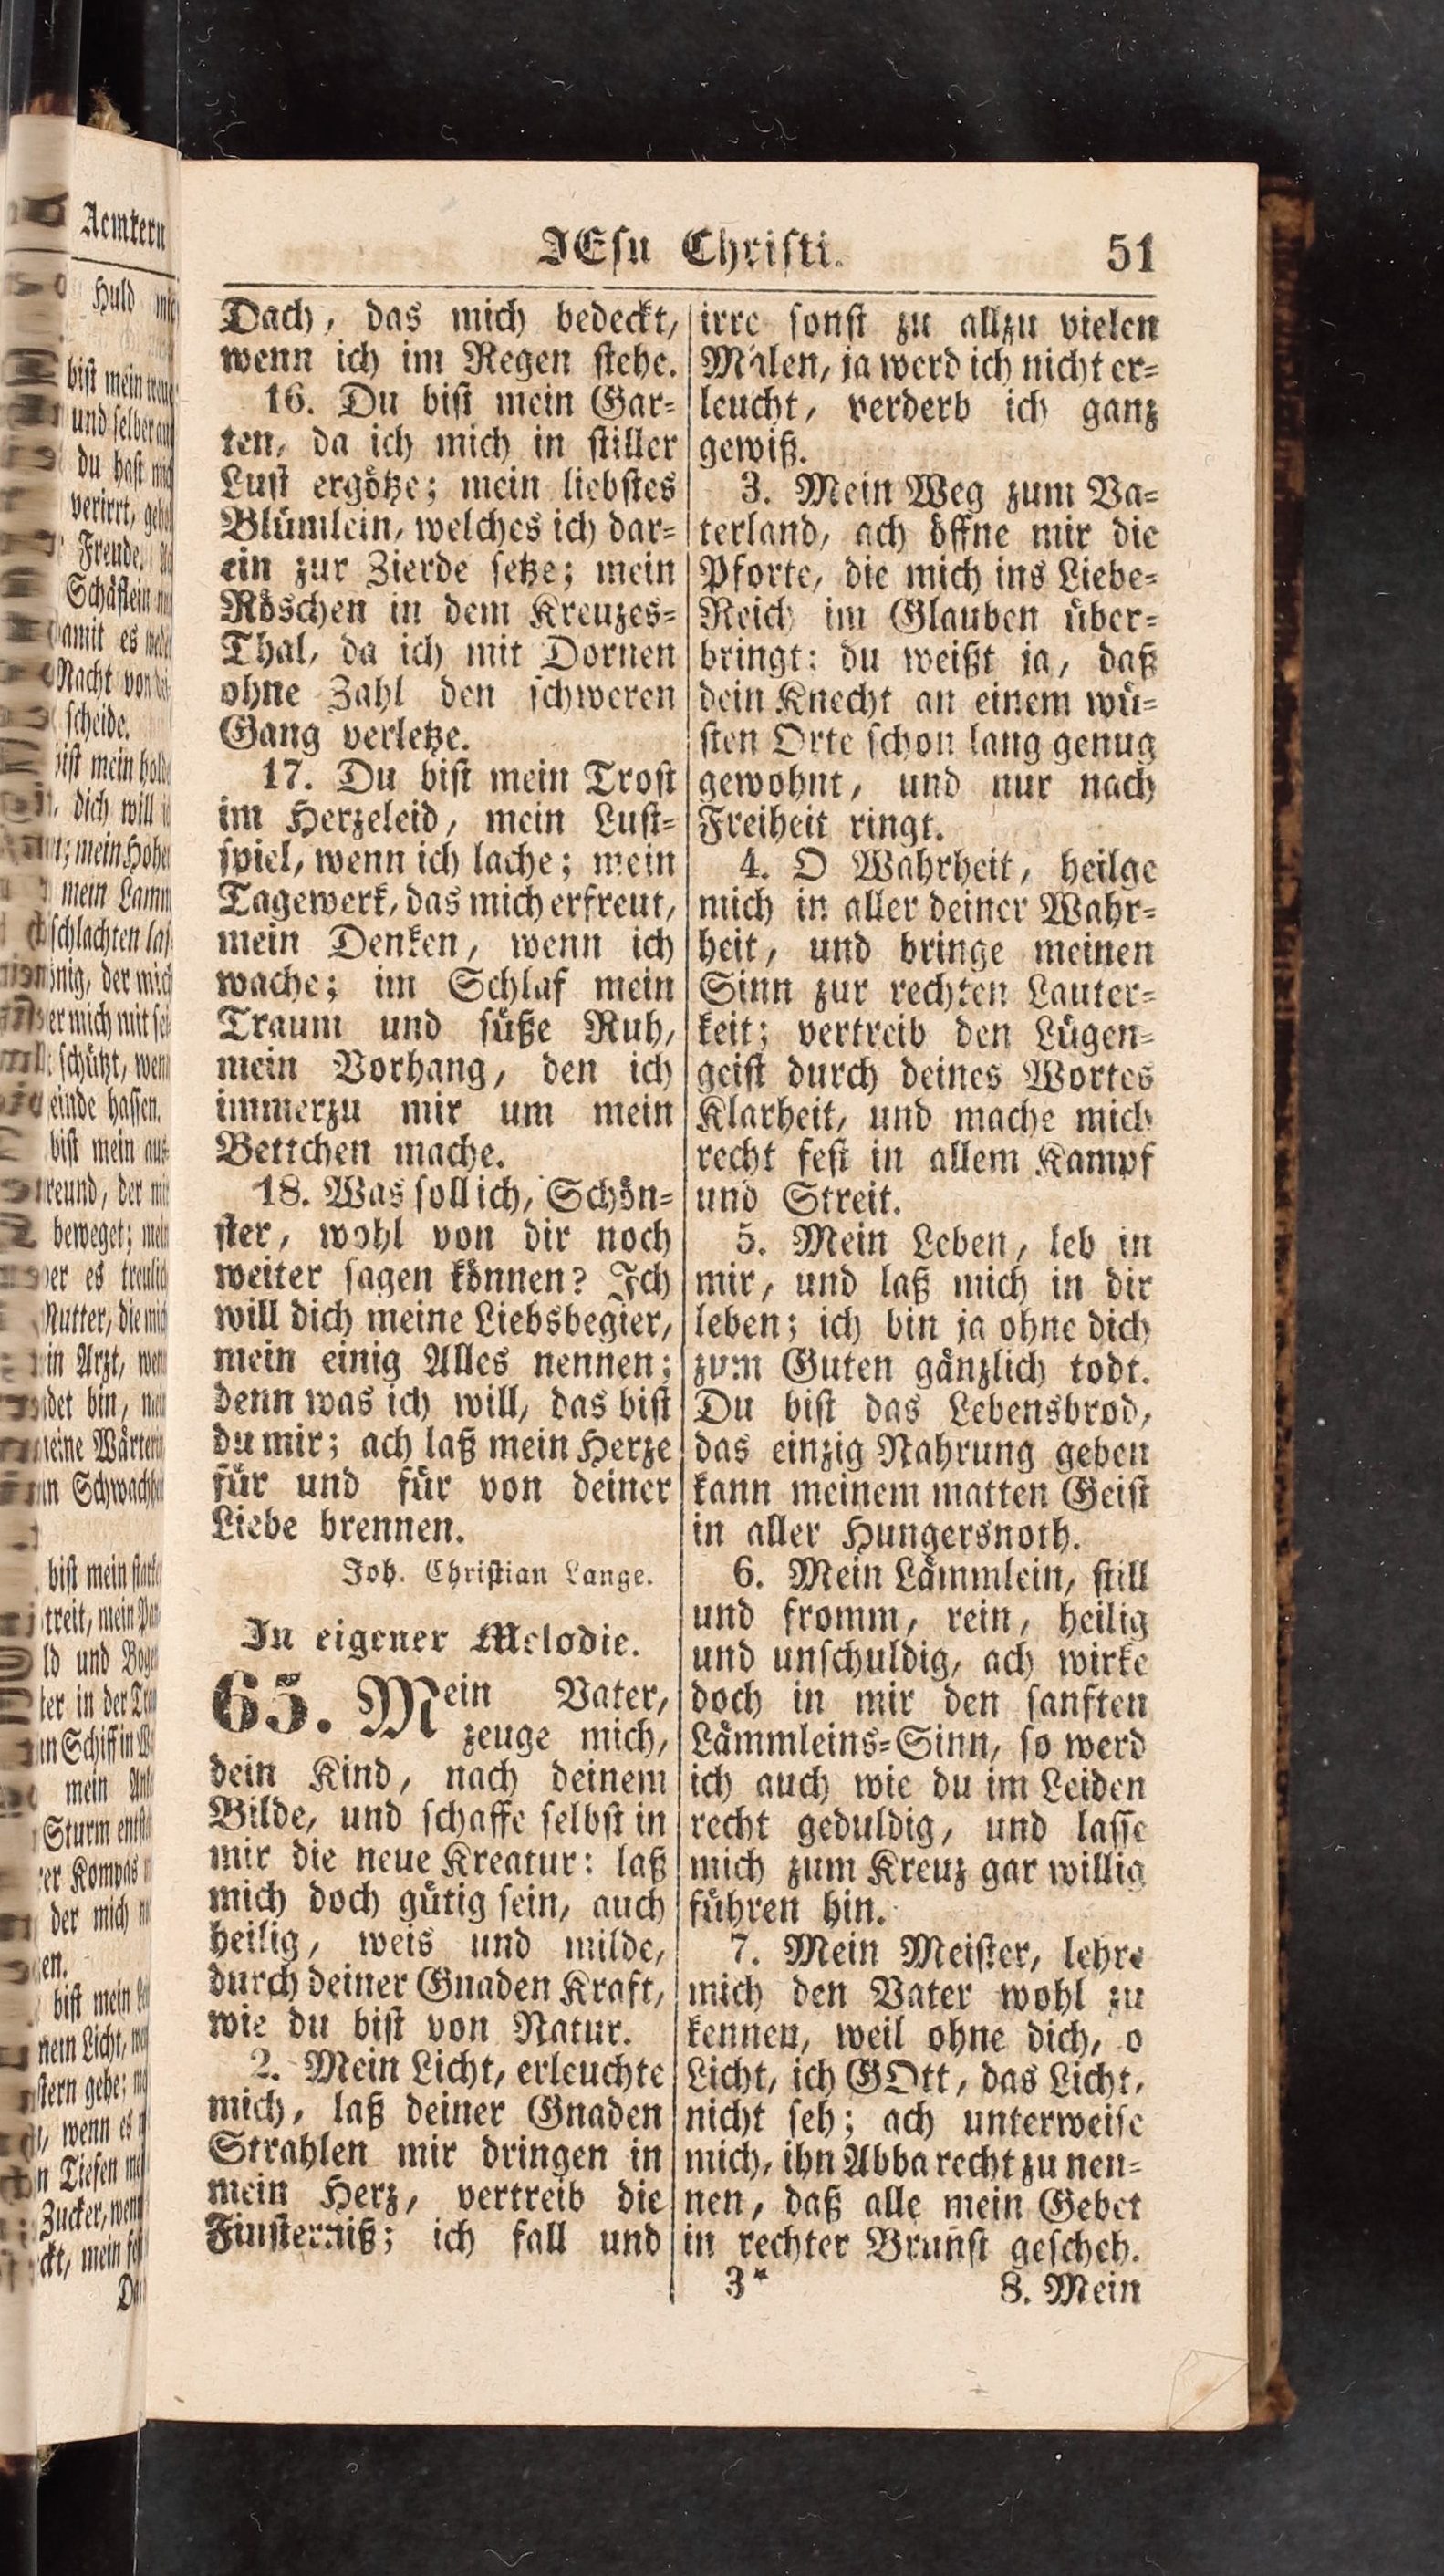 JEsu Christi.
51
Dach, das mich bedeckt,
wenn ich im Regen stehe.
16. Du bist mein Gar-
ten, da ich mich in stiller
Lust ergötze; mein liebstes
Blümlein, welches ich dar-
ein zur Zierde setze; mein
Röschen in dem Kreuzes-
Thal, da ich mit Dornen
ohne Zahl den schweren
Gang verletze.
17. Du bist mein Trost
im Herzeleid, mein Lust-
spiel, wenn ich lache; mein
Tagewerk, das mich erfreut,
mein Denken, wenn ich
wache; im Schlaf mein
Traum und süße Ruh,
mein Vorhang, den ich
immerzu mir um mein
Bettchen mache.
18. Was soll ich, Schön-
ster, wohl von dir noch
weiter sagen können? Ich
will dich meine Liebsbegier,
mein einig Alles nennen;
denn was ich will, das bist
du mir; ach laß mein Herze
für und für von deiner
Liebe brennen.
Joh. Christian Lange.
In eigener Melodie.
65. Mein Vater,
zeuge mich,
dein Kind, nach deinem
Bilde, und schaffe selbst in
mir die neue Kreatur: laß
mich doch gütig sein, auch
heilig, weis und milde,
durch deiner Gnaden Kraft,
wie du bist von Natur.
2. Mein Licht, erleuchte
mich, laß deiner Gnaden
Strahlen mir dringen in
mein Herz, vertreib die
Finsterniß; ich fall und
irre sonst zu allzu vielen
Malen, ja werd ich nicht er-
leucht, verderb ich ganz
gewiß.
3. Mein Weg zum Va-
terland, ach öffne mir die
Pforte, die mich ins Liebe-
Reich im Glauben über-
bringt: du weißt ja, daß
dein Knecht an einem wü-
sten Orte schon lang genug
gewohnt, und nur nach
Freiheit ringt.
4. O Wahrheit, heilge
mich in aller deiner Wahr-
heit, und bringe meinen
Sinn zur rechten Lauter-
keit; vertreib den Lügen-
geist durch deines Wortes
Klarheit, und mache mich
recht fest in allem Kampf
und Streit.
5. Mein Leben, leb in
mir, und laß mich in dir
leben; ich bin ja ohne dich
zum Guten gänzlich todt.
Du bist das Lebensbrod,
das einzig Nahrung geben
kann meinem matten Geist
in aller Hungersnoth.
6. Mein Lämmlein, still
und fromm, rein, heilig
und unschuldig, ach wirke
doch in mir den sanften
Lämmleins-Sinn, so werd
ich auch wie du im Leiden
recht geduldig, und lasse
mich zum Kreuz gar willig
führen hin.
7. Mein Meister, lehre
mich den Vater wohl zu
kennen, weil ohne dich, o
Licht, ich GOtt, das Licht,
nicht seh; ach unterweise
mich, ihn Abba recht zu nen-
nen, daß alle mein Gebet
in rechter Brunst gescheh.
3*
8. Mein